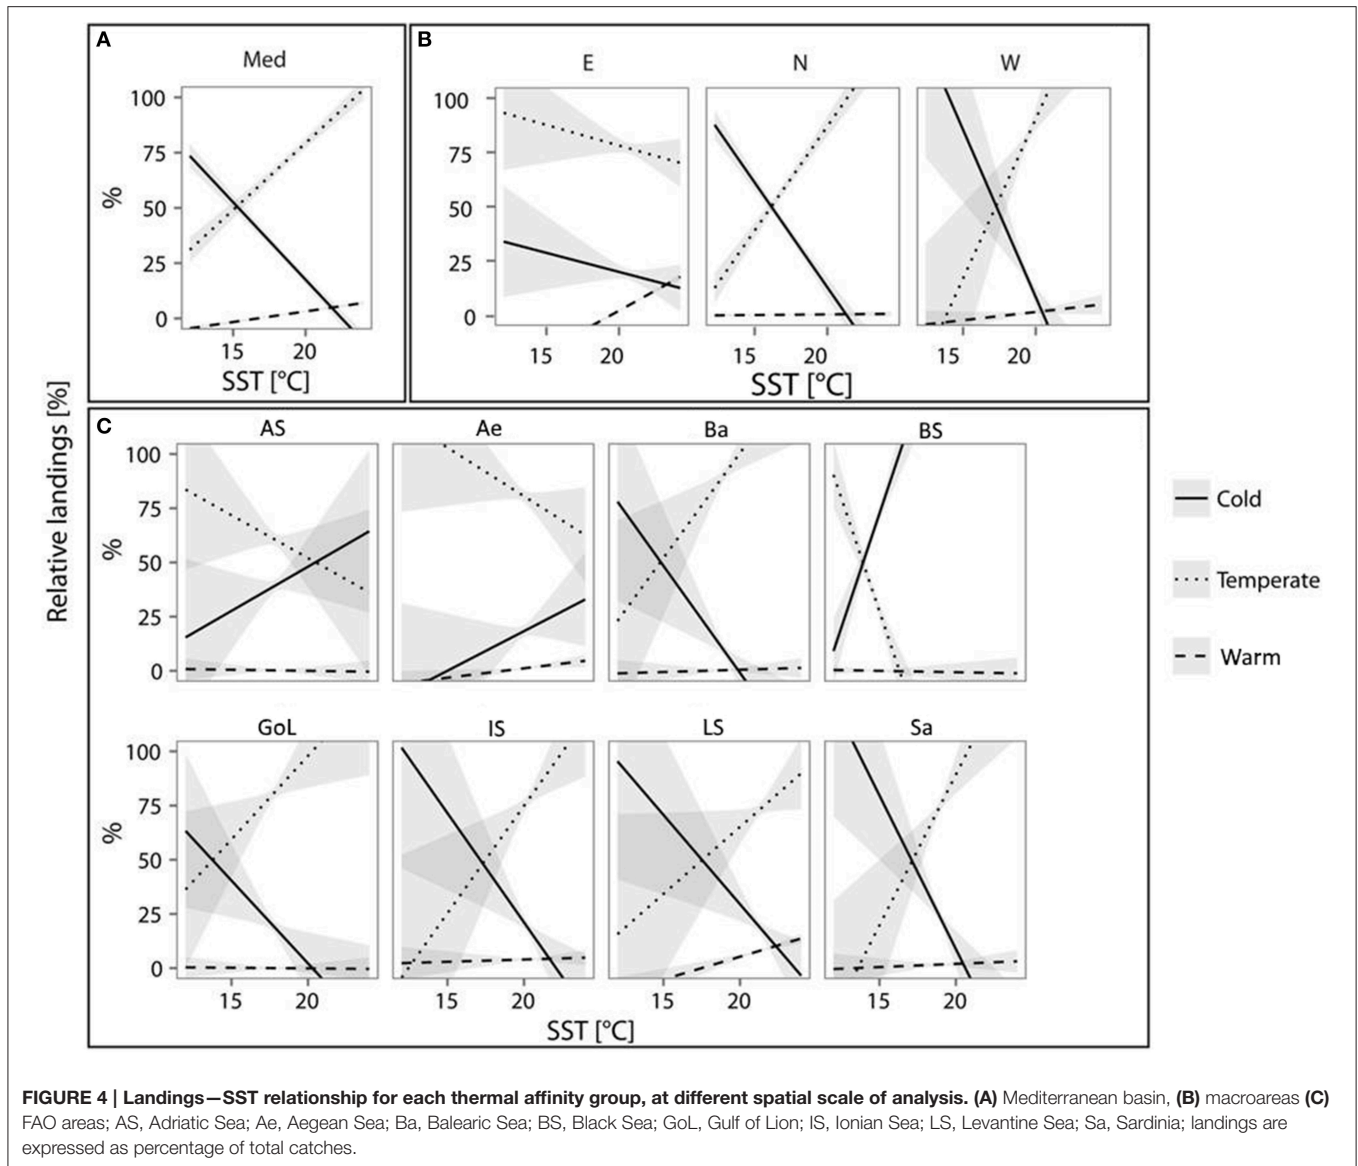 A
B
Med
E
N
W
%
100
75
50
25
0
100
75
50
25
0
15
20
15
20
15
20
15
20
SST [°C]
SST [°C]
Relative landings [%]
C
AS
Ae
Ba
BS
%
100
75
50
25
0
Cold
Temperate
Warm
GoL
IS
LS
Sa
%
100
75
50
25
0
15
20
15
20
15
20
15
20
SST [°C]
FIGURE 4 | Landings—SST relationship for each thermal affinity group, at different spatial scale of analysis. (A) Mediterranean basin, (B) macroareas (C)
FAO areas; AS, Adriatic Sea; Ae, Aegean Sea; Ba, Balearic Sea; BS, Black Sea; GoL, Gulf of Lion; IS, Ionian Sea; LS, Levantine Sea; Sa, Sardinia; landings are
expressed as percentage of total catches.